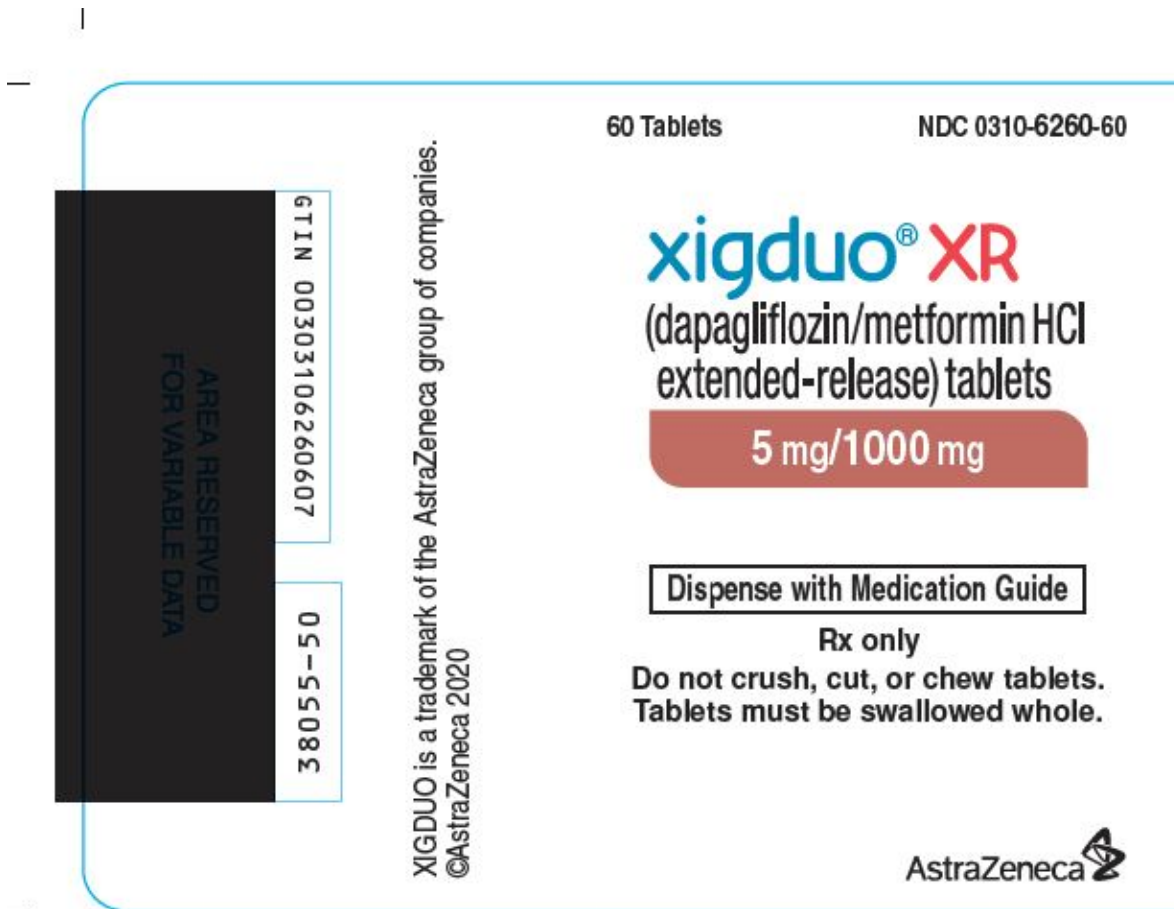 AREA RESERVED
FOR VARIABLE DATA
GTIN 00303106260607
38055-50
XIGDUO is a trademark of the AstraZeneca group of companies.
©AstraZeneca 2020
60 Tablets NDC 0310-6260-60
xigduo® XR
(dapagliflozin/metformin HCl
extended-release) tablets
5 mg/1000 mg
Dispense with Medication Guide
Rx only
Do not crush, cut, or chew tablets.
Tablets must be swallowed whole.
AstraZeneca